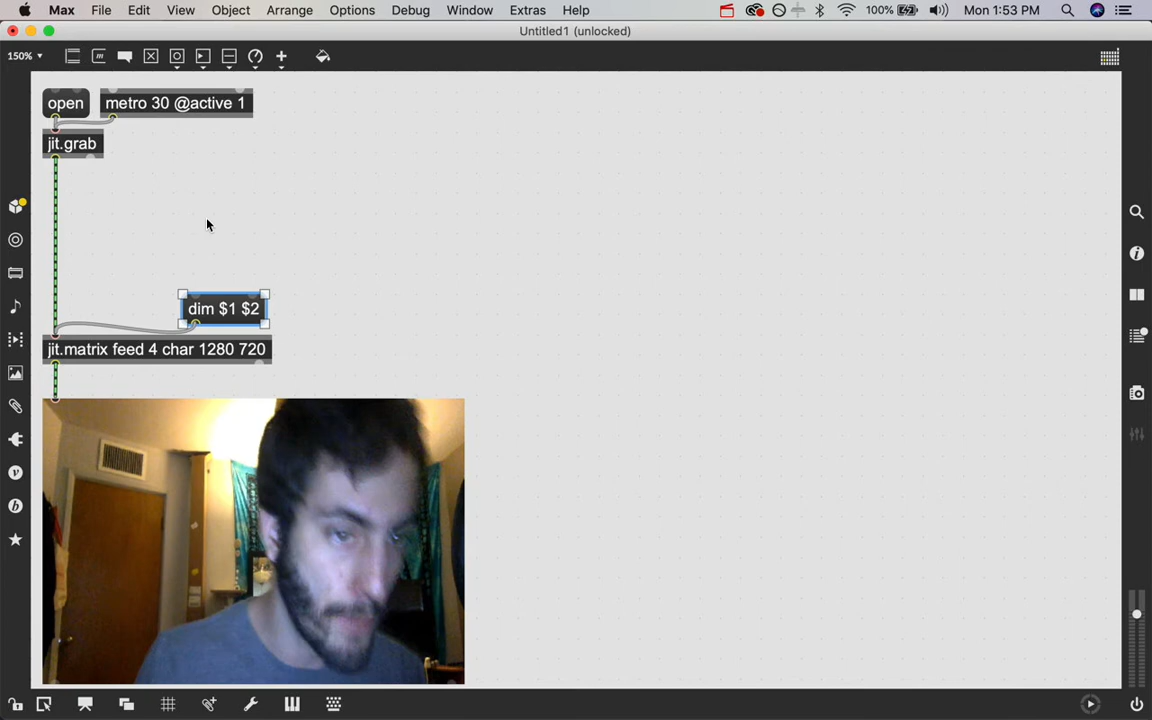 Max File Edit View Object Arrange Options Debug Window Extras Help 100% Mon 1:53 PM
Untitled1 (unlocked)
150%
open metro 30 @active 1
jit.grab
dim $1 $2
jit.matrix feed 4 char 1280 720